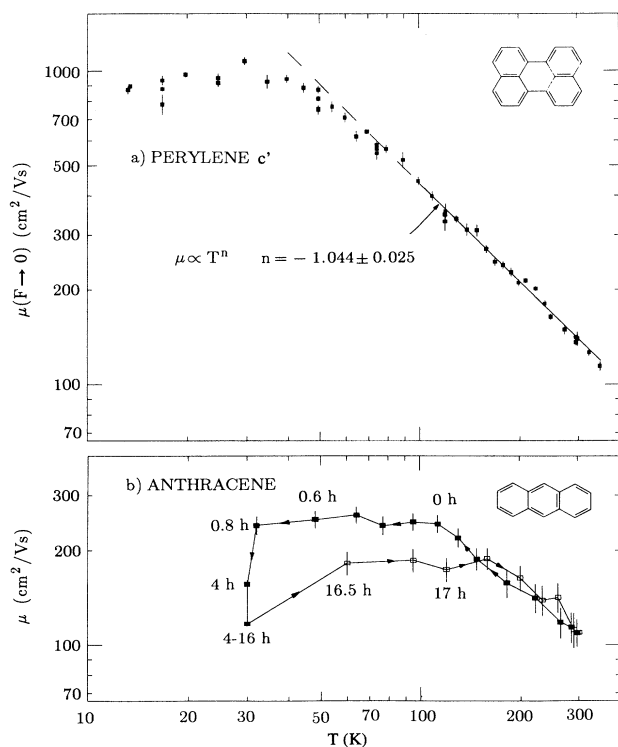 1000
700
500
300
200
100
70
μ(F → 0) (cm²/Vs)
a) PERYLENE c'
μ ∝ Tⁿ n = − 1.044 ± 0.025
b) ANTHRACENE
300
200
100
70
μ (cm²/Vs)
0.6 h
0 h
0.8 h
4 h
16.5 h
17 h
4-16 h
10 20 30 50 70 100 200 300
T (K)